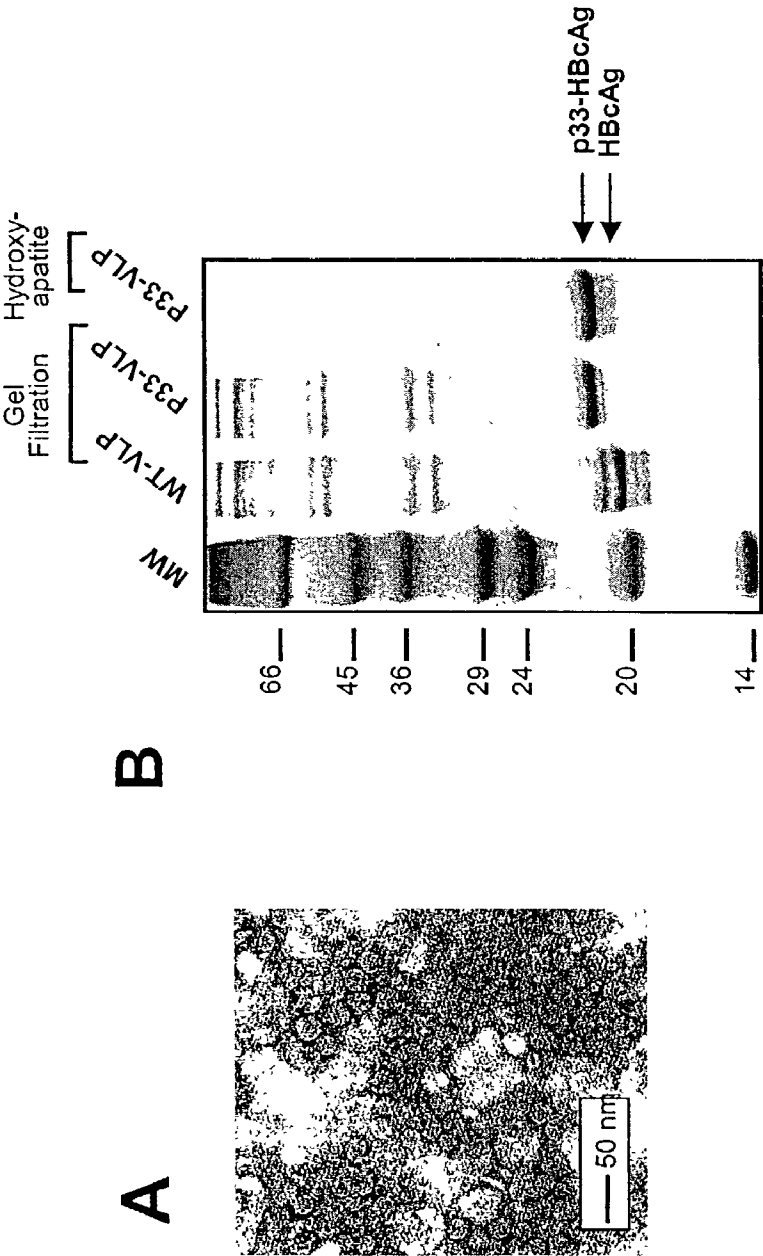 A
50 nm
B
Gel
Filtration
Hydroxy-
apatite
MW
WT-VLP
P33-VLP
P33-VLP
66
45
36
29
24
20
14
p33-HBcAg
HBcAg